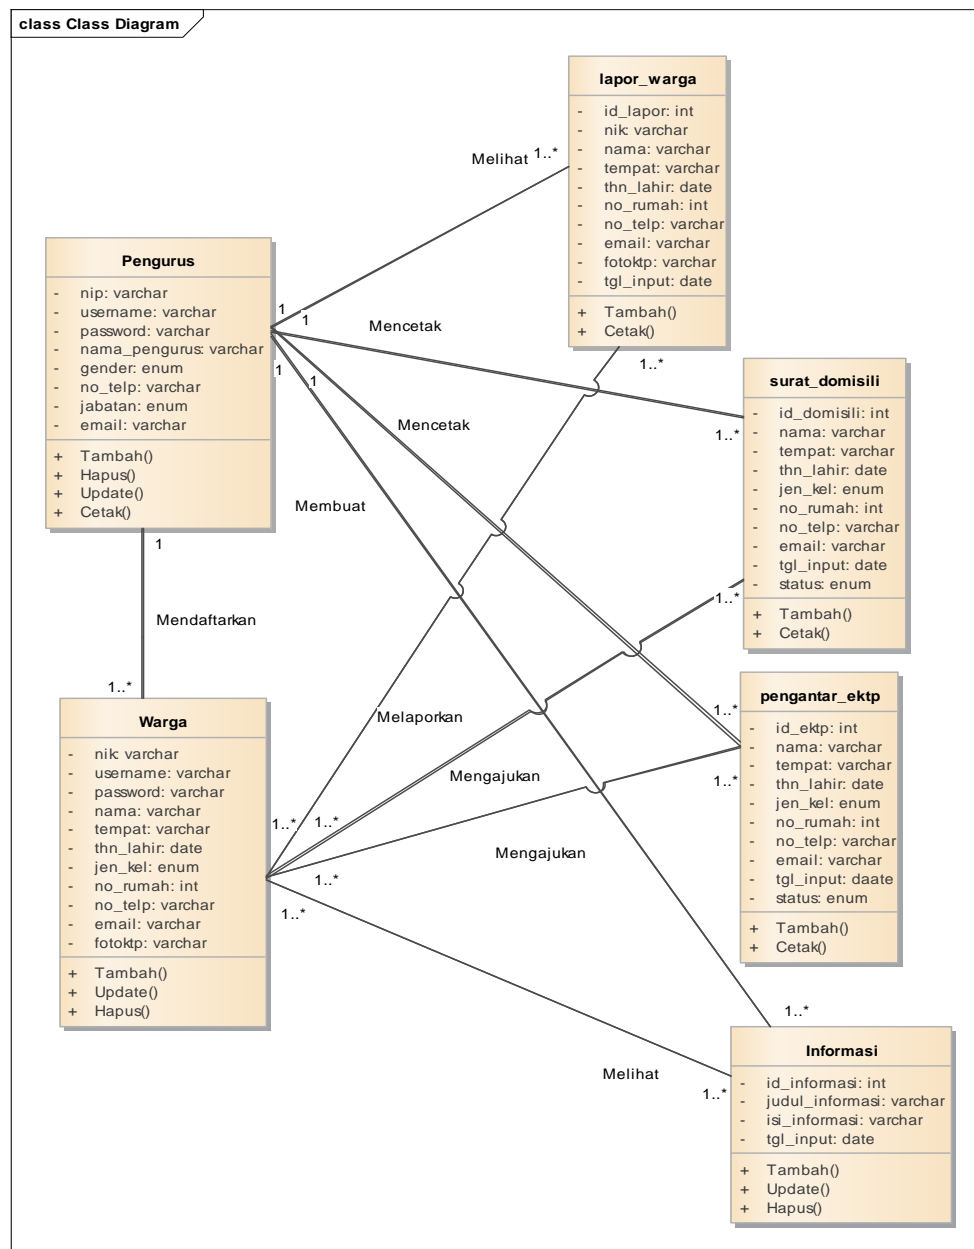 class Class Diagram
lapor_warga
- id_lapor: int
- nik: varchar
- nama: varchar
- tempat: varchar
- thn_lahir: date
- no_rumah: int
- no_telp: varchar
- email: varchar
- fotoktp: varchar
- tgl_input: date
+ Tambah()
+ Cetak()
Melihat
1..*
Pengurus
- nip: varchar
- username: varchar
- password: varchar
- nama_pengurus: varchar
- gender: enum
- no_telp: varchar
- jabatan: enum
- email: varchar
+ Tambah()
+ Hapus()
+ Update()
+ Cetak()
1
1
1
1
Mencetak
1..*
1..*
Mencetak
Membuat
surat_domisili
- id_domisili: int
- nama: varchar
- tempat: varchar
- thn_lahir: date
- jen_kel: enum
- no_rumah: int
- no_telp: varchar
- email: varchar
- tgl_input: date
- status: enum
+ Tambah()
+ Cetak()
1
Mendaftarkan
1..*
1..*
Warga
- nik: varchar
- username: varchar
- password: varchar
- nama: varchar
- tempat: varchar
- thn_lahir: date
- jen_kel: enum
- no_rumah: int
- no_telp: varchar
- email: varchar
- fotoktp: varchar
+ Tambah()
+ Update()
+ Hapus()
Melaporkan
Mengajukan
1..*
1..*
1..*
1..*
Mengajukan
1..*
1..*
pengantar_ektp
- id_ektp: int
- nama: varchar
- tempat: varchar
- thn_lahir: date
- jen_kel: enum
- no_rumah: int
- no_telp: varchar
- email: varchar
- tgl_input: daate
- status: enum
+ Tambah()
+ Cetak()
1..*
Melihat
1..*
Informasi
- id_informasi: int
- judul_informasi: varchar
- isi_informasi: varchar
- tgl_input: date
+ Tambah()
+ Update()
+ Hapus()